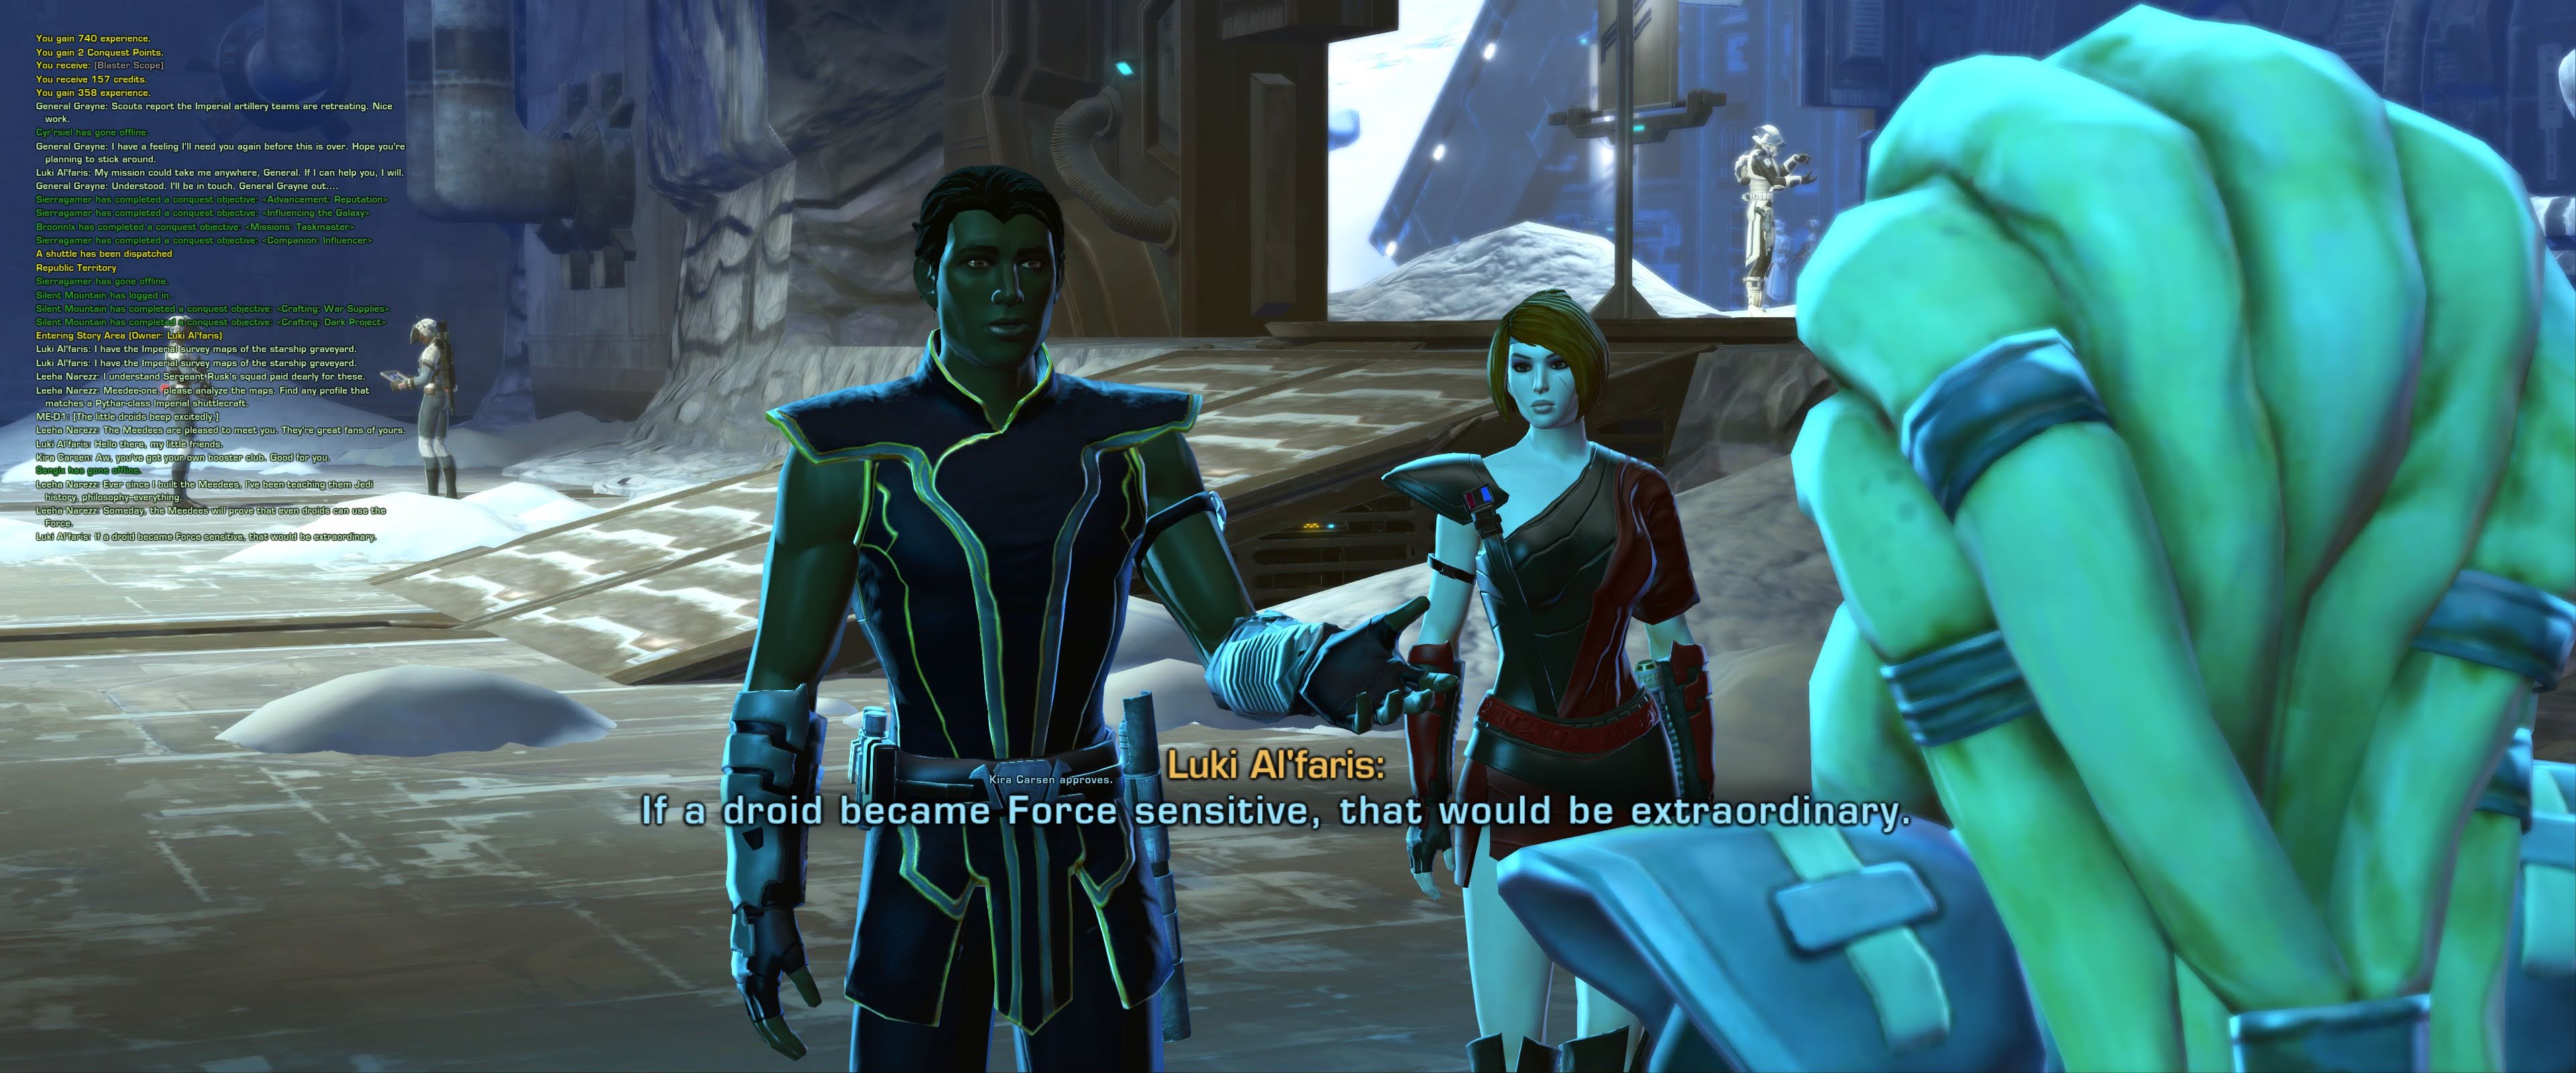 You gain 740 experience.
You gain 2 Conquest Points.
You receive: [Blaster Scope]
You receive 157 credits.
You gain 358 experience.
General Grayne: Scouts report the Imperial artillery teams are retreating. Nice
work.
Cyr'rsiel has gone offline.
General Grayne: I have a feeling I'll need you again before this is over. Hope you're
planning to stick around.
Luki Al'faris: My mission could take me anywhere, General. If I can help you, I will.
General Grayne: Understood. I'll be in touch. General Grayne out....
Sierragamer has completed a conquest objective: <Advancement: Reputation>
Sierragamer has completed a conquest objective: <Influencing the Galaxy>
Broonnlx has completed a conquest objective: <Missions: Taskmaster>
Sierragamer has completed a conquest objective: <Companion: Influencer>
A shuttle has been dispatched
Republic Territory
Sierragamer has gone offline.
Silent Mountain has logged in.
Silent Mountain has completed a conquest objective: <Crafting: War Supplies>
Silent Mountain has completed a conquest objective: <Crafting: Dark Project>
Entering Story Area (Owner: Luki Al'faris)
Luki Al'faris: I have the Imperial survey maps of the starship graveyard.
Luki Al'faris: I have the Imperial survey maps of the starship graveyard.
Leeha Narezz: I understand Sergeant Rusk's squad paid dearly for these.
Leeha Narezz: Meedee-one, please analyze the maps. Find any profile that
matches a Pythar-class Imperial shuttlecraft.
ME-D1: [The little droids beep excitedly.]
Leeha Narezz: The Meedees are pleased to meet you. They're great fans of yours.
Luki Al'faris: Hello there, my little friends.
Kira Carsen: Aw, you've got your own booster club. Good for you.
Sengix has gone offline.
Leeha Narezz: Ever since I built the Meedees, I've been teaching them Jedi
history, philosophy–everything.
Leeha Narezz: Someday, the Meedees will prove that even droids can use the
Force.
Luki Al'faris: If a droid became Force sensitive, that would be extraordinary.
Luki Al'faris:
Kira Carsen approves.
If a droid became Force sensitive, that would be extraordinary.